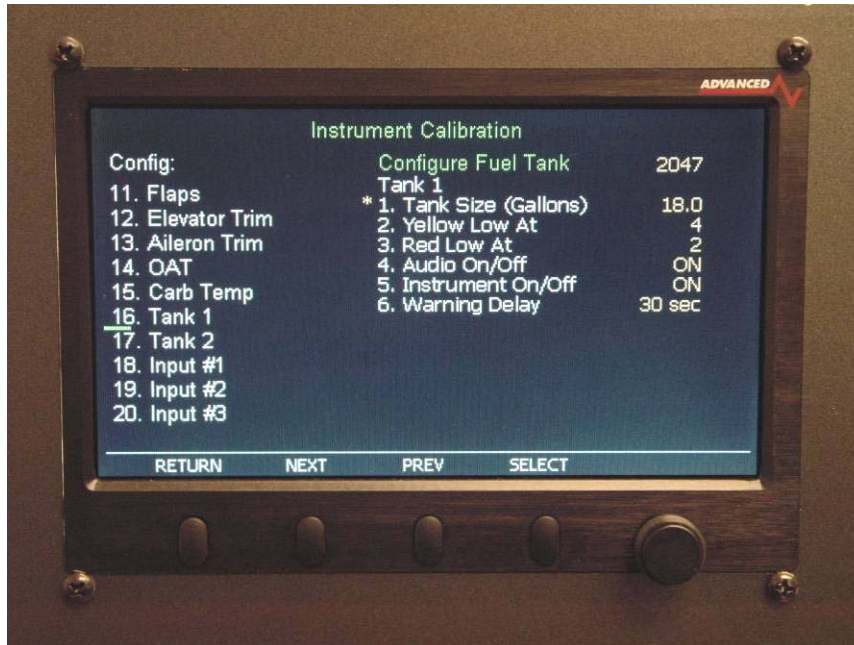 ADVANCED
Instrument Calibration
Config:
11. Flaps
12. Elevator Trim
13. Aileron Trim
14. OAT
15. Carb Temp
16. Tank 1
17. Tank 2
18. Input #1
19. Input #2
20. Input #3
Configure Fuel Tank 2047
Tank 1
* 1. Tank Size (Gallons) 18.0
2. Yellow Low At 4
3. Red Low At 2
4. Audio On/Off ON
5. Instrument On/Off ON
6. Warning Delay 30 sec
RETURN NEXT PREV SELECT